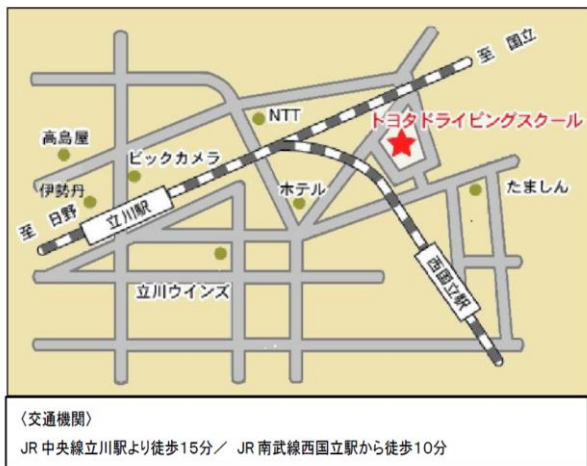 至 国立
NTT
トヨタドライビングスクール
高島屋
ビックカメラ
伊勢丹
ホテル
たましん
至 日野
立川駅
西国立駅
立川ウインズ
〈交通機関〉
JR中央線立川駅より徒歩15分／ JR南武線西国立駅から徒歩10分